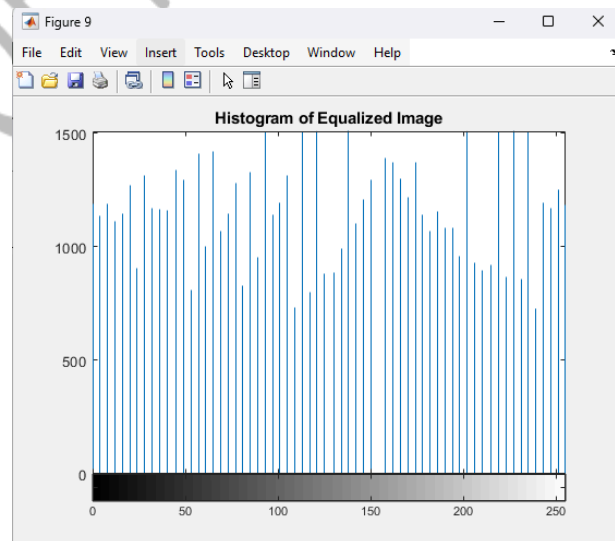 Figure 9
File Edit View Insert Tools Desktop Window Help
Histogram of Equalized Image
1500
1000
500
0
0 50 100 150 200 250